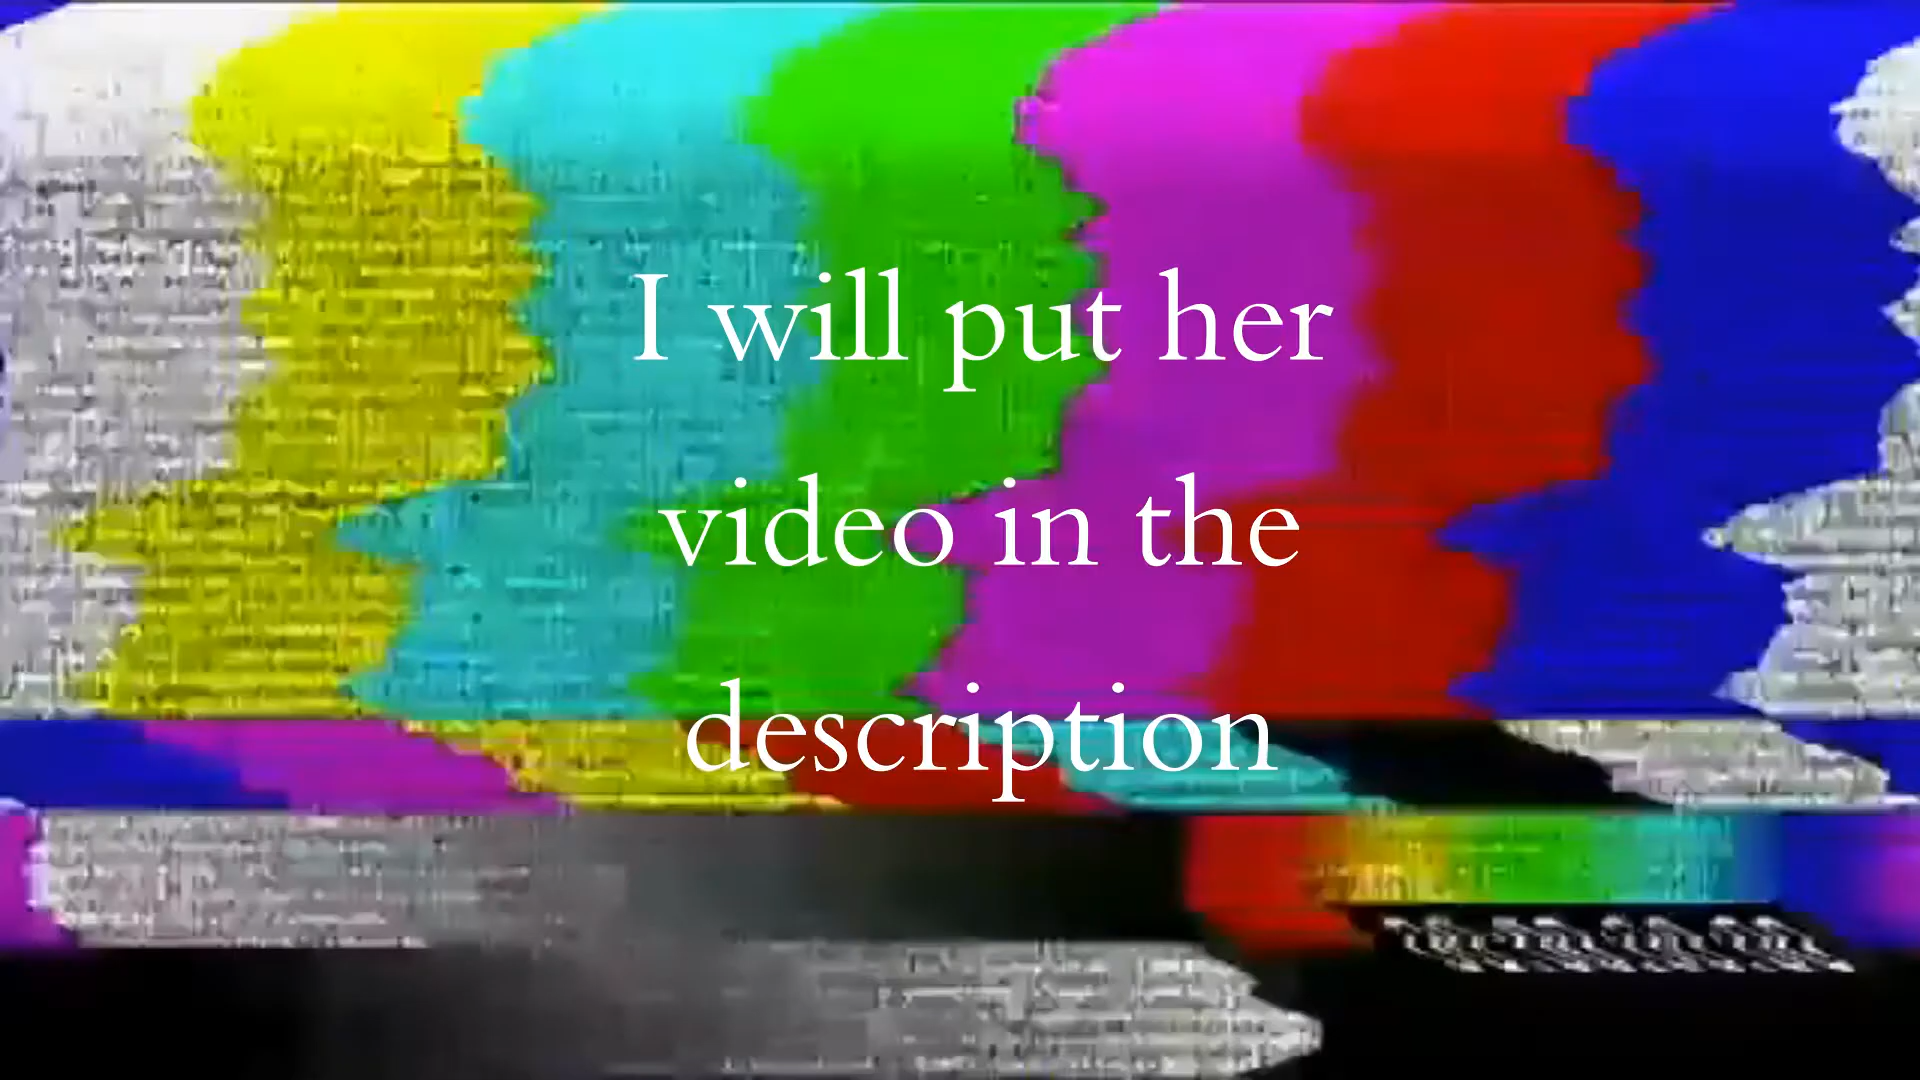 I will put her
video in the
description